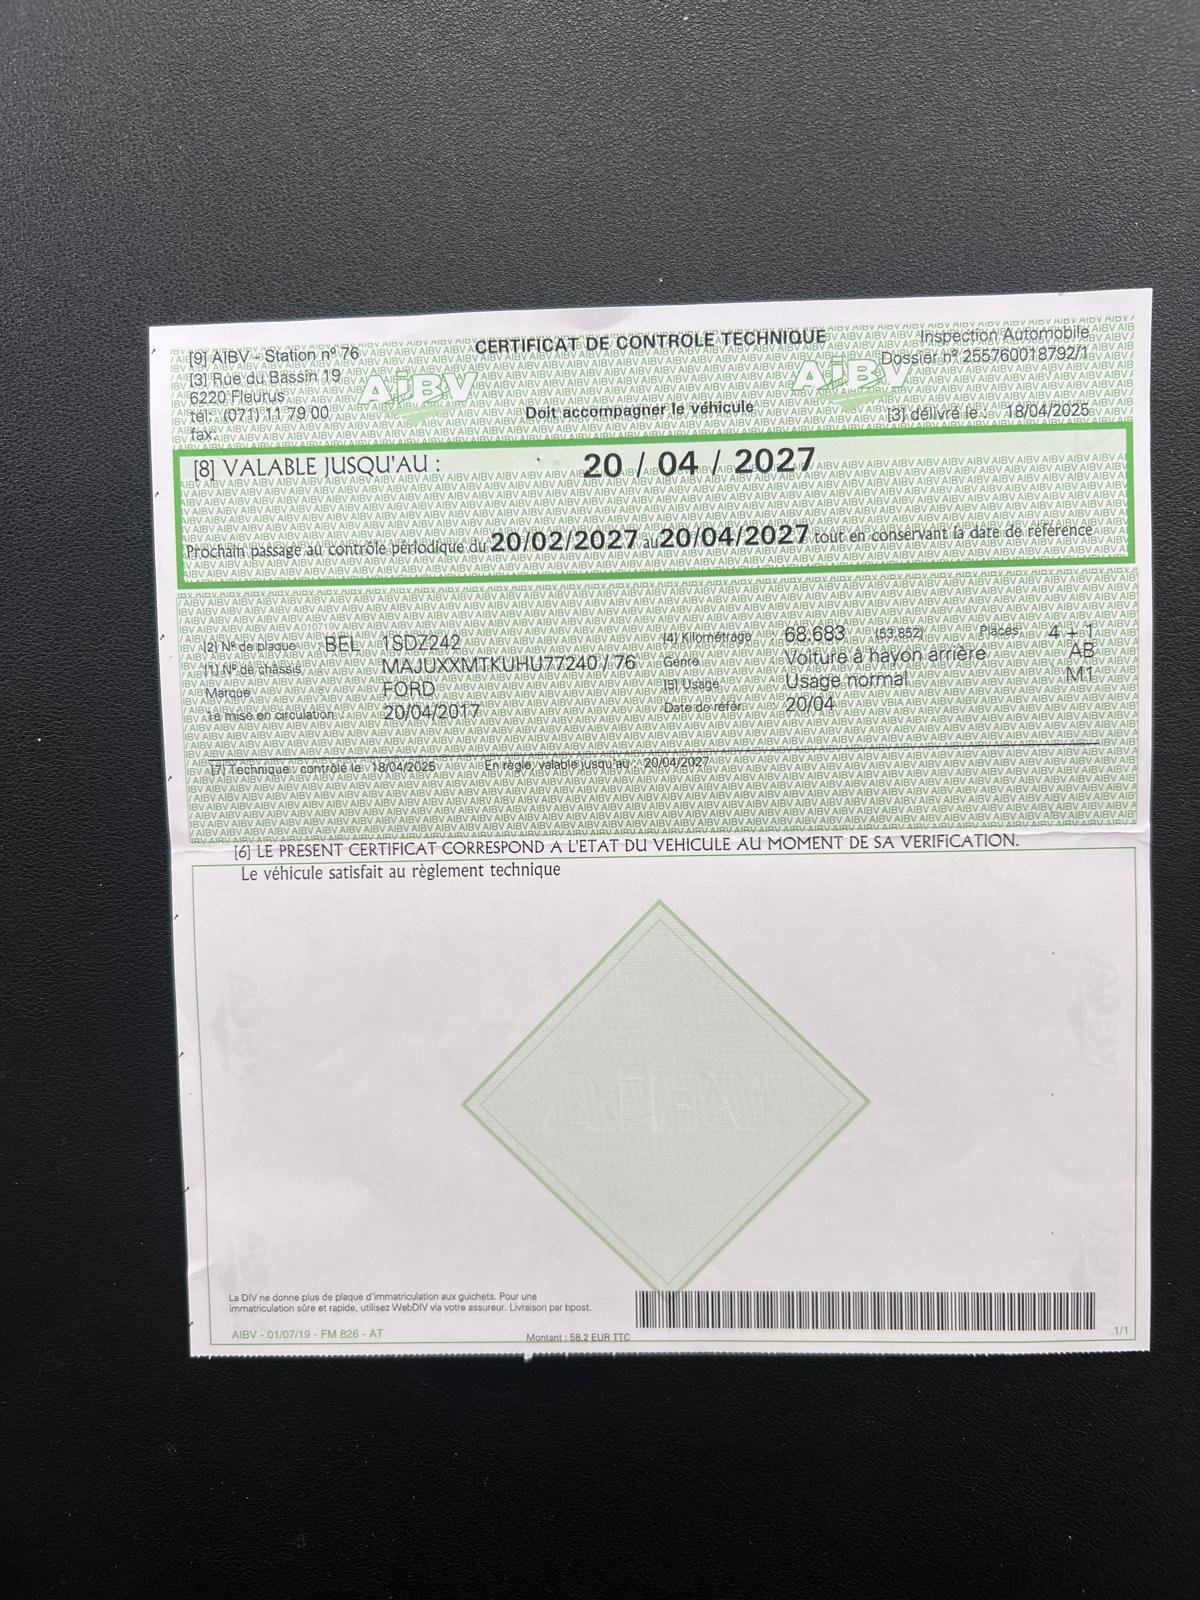 [9] AIBV - Station nº 76
[3] Rue du Bassin 19
6220 Fleurus
tél: (071) 11 79 00
fax:
AIBV
CERTIFICAT DE CONTROLE TECHNIQUE
Doit accompagner le véhicule
AIBV
Inspection Automobile
Dossier nº 255760018792/1
[3] délivré le : 18/04/2025
[8] VALABLE JUSQU'AU : 20 / 04 / 2027
Prochain passage au contrôle périodique du 20/02/2027 au 20/04/2027 tout en conservant la date de référence
[2] Nº de plaque BEL 1SDZ242 [4] Kilométrage 68.683 (53.852) Places 4 + 1
[1] Nº de châssis MAJUXXMTKUHU77240 / 76 Genre Voiture à hayon arrière AB
Marque FORD [5] Usage Usage normal M1
1e mise en circulation 20/04/2017 Date de référ. 20/04
[7] Technique : contrôlé le 18/04/2025 En règle, valable jusqu'au : 20/04/2027
[6] LE PRESENT CERTIFICAT CORRESPOND A L'ETAT DU VEHICULE AU MOMENT DE SA VERIFICATION.
Le véhicule satisfait au règlement technique
La DIV ne donne plus de plaque d'immatriculation aux guichets. Pour une
immatriculation sûre et rapide, utilisez WebDIV via votre assureur. Livraison par bpost.
AIBV - 01/07/19 - FM 826 - AT
Montant : 58.2 EUR TTC
1/1